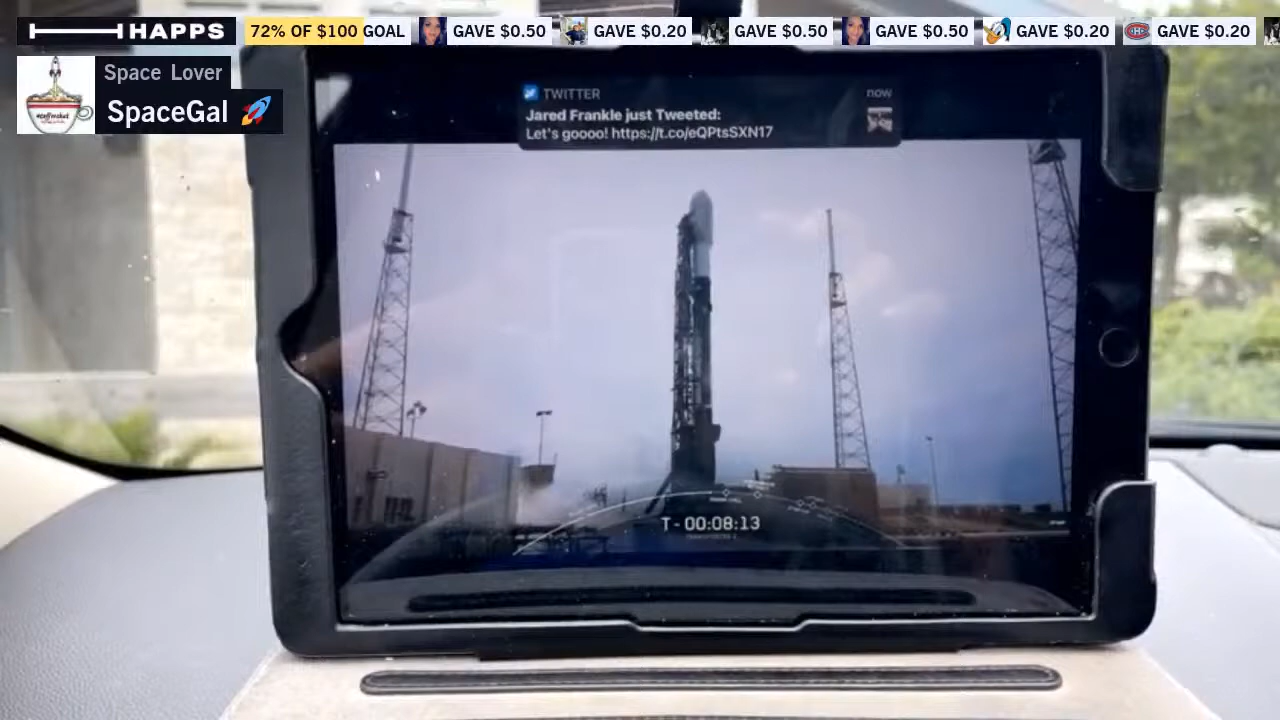 HAPPS
72% OF $100 GOAL
GAVE $0.50
GAVE $0.20
GAVE $0.50
GAVE $0.50
GAVE $0.20
GAVE $0.20
Space Lover
SpaceGal 🚀
TWITTER
now
Jared Frankle just Tweeted:
Let's goooo! https://t.co/eQPtsSXN17
T - 00:08:13